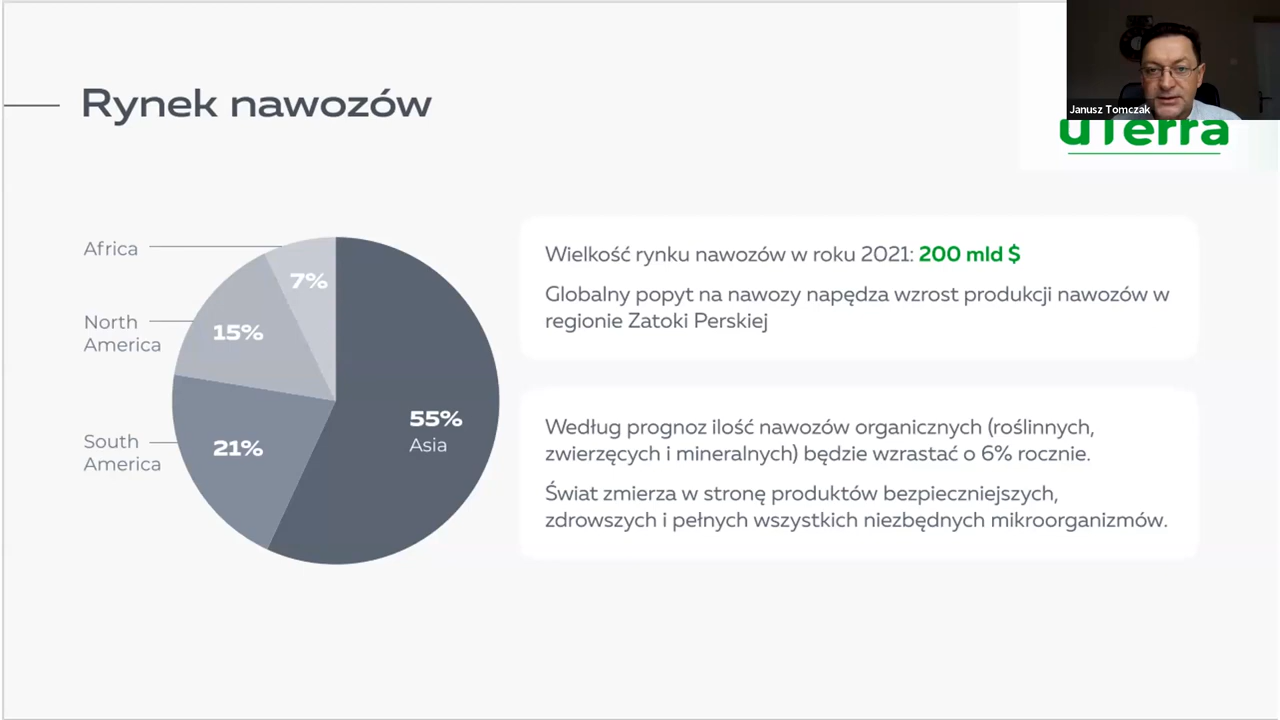 Janusz Tomczak
uTerra
Rynek nawozów
Africa
7%
North
America
15%
South
America
21%
55%
Asia
Wielkość rynku nawozów w roku 2021: 200 mld $
Globalny popyt na nawozy napędza wzrost produkcji nawozów w
regionie Zatoki Perskiej
Według prognoz ilość nawozów organicznych (roślinnych,
zwierzęcych i mineralnych) będzie wzrastać o 6% rocznie.
Świat zmierza w stronę produktów bezpieczniejszych,
zdrowszych i pełnych wszystkich niezbędnych mikroorganizmów.